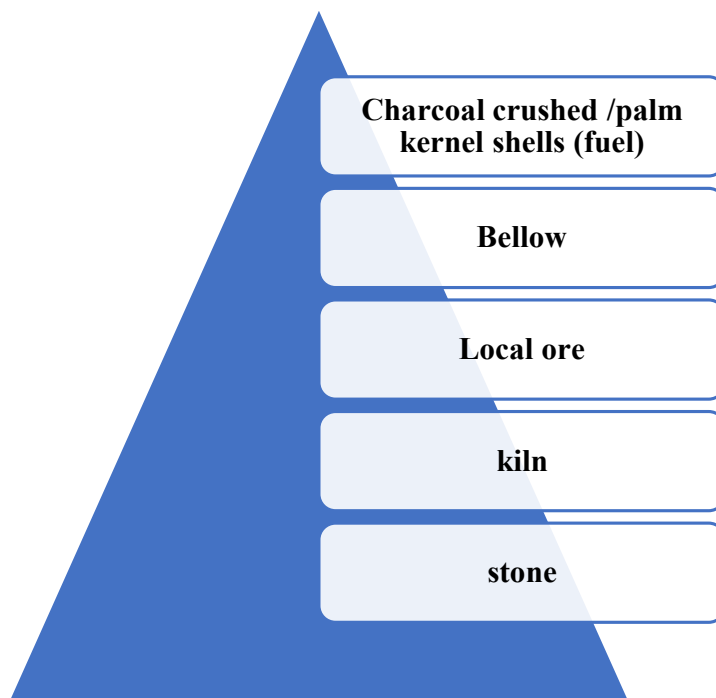 Charcoal crushed /palm
kernel shells (fuel)
Bellow
Local ore
kiln
stone